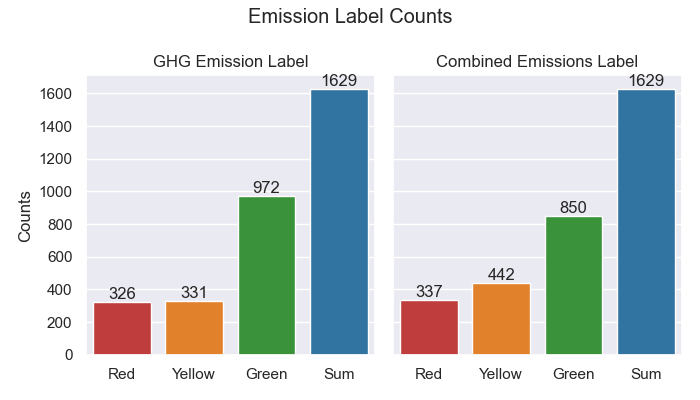 Emission Label Counts
GHG Emission Label
Combined Emissions Label
Counts
1600
1400
1200
1000
800
600
400
200
0
326
331
972
1629
337
442
850
1629
Red Yellow Green Sum
Red Yellow Green Sum